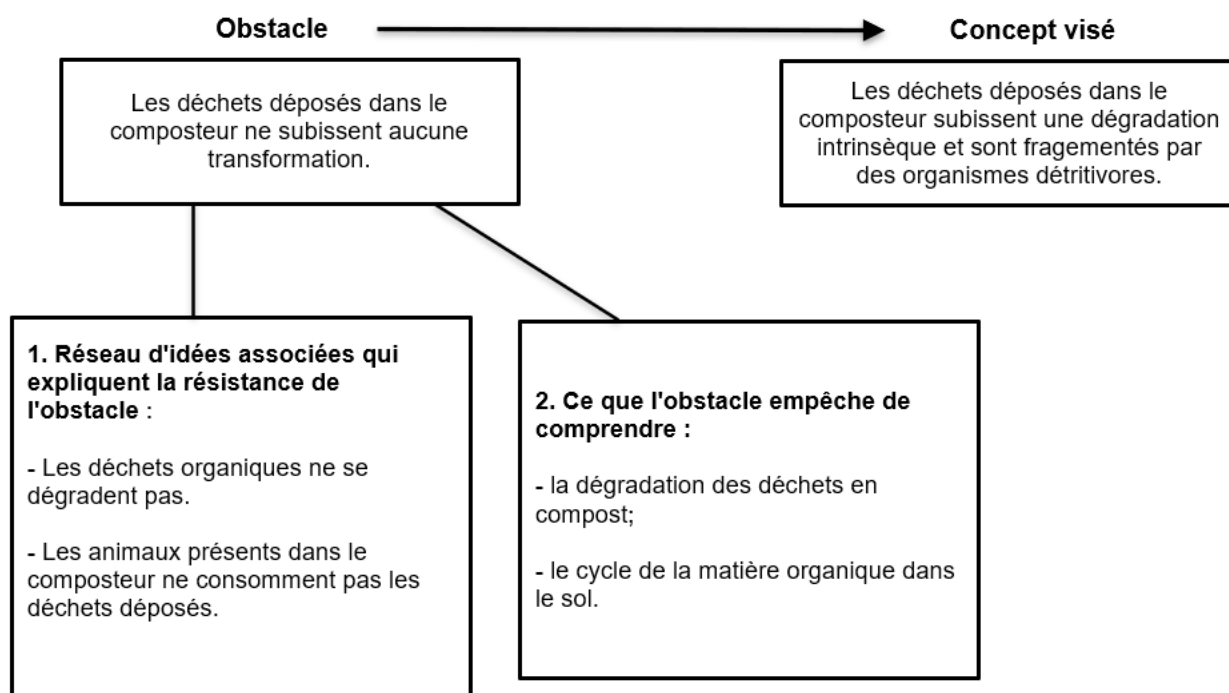 Obstacle
Concept visé
Les déchets déposés dans le
composteur ne subissent aucune
transformation.
Les déchets déposés dans le
composteur subissent une dégradation
intrinsèque et sont fragementés par
des organismes détritivores.
1. Réseau d'idées associées qui
expliquent la résistance de
l'obstacle :
- Les déchets organiques ne se
dégradent pas.
- Les animaux présents dans le
composteur ne consomment pas les
déchets déposés.
2. Ce que l'obstacle empêche de
comprendre :
- la dégradation des déchets en
compost;
- le cycle de la matière organique dans
le sol.